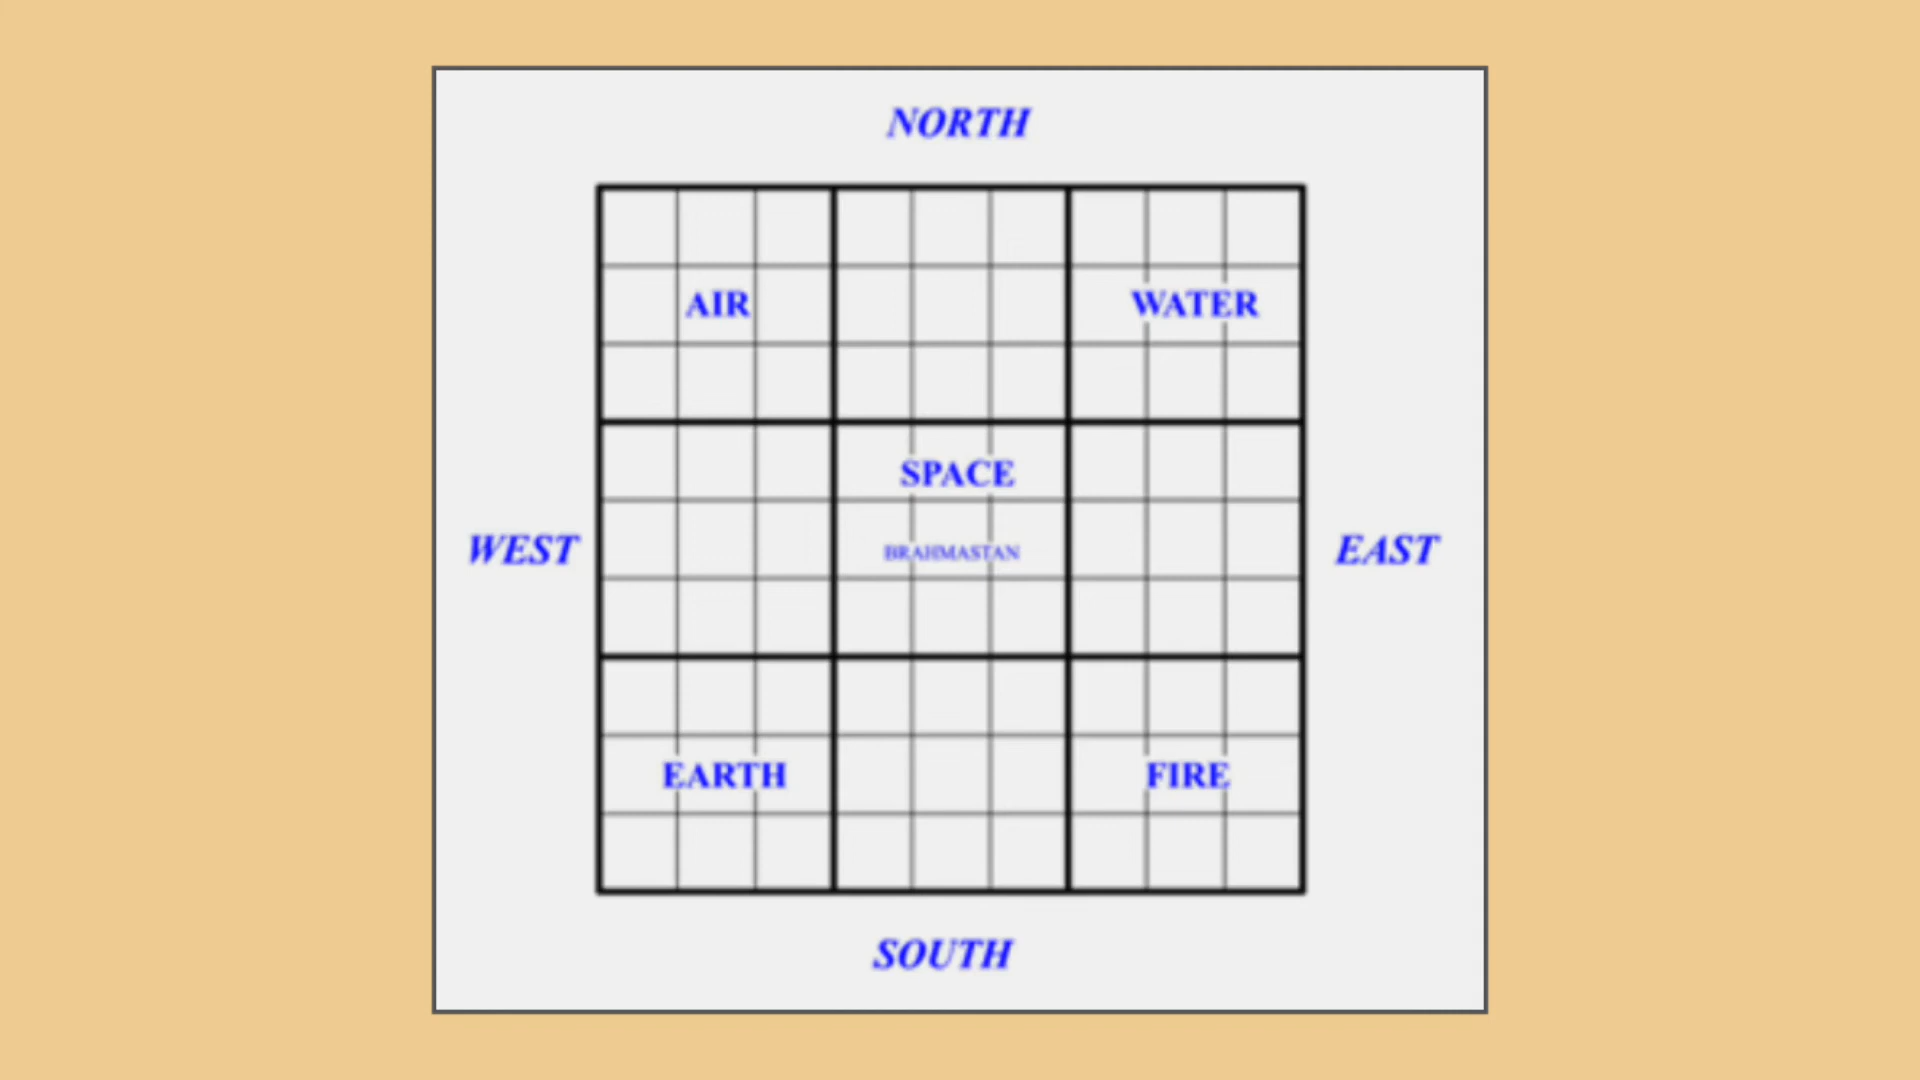 NORTH
AIR WATER
SPACE
WEST BRAHMASTAN EAST
EARTH FIRE
SOUTH